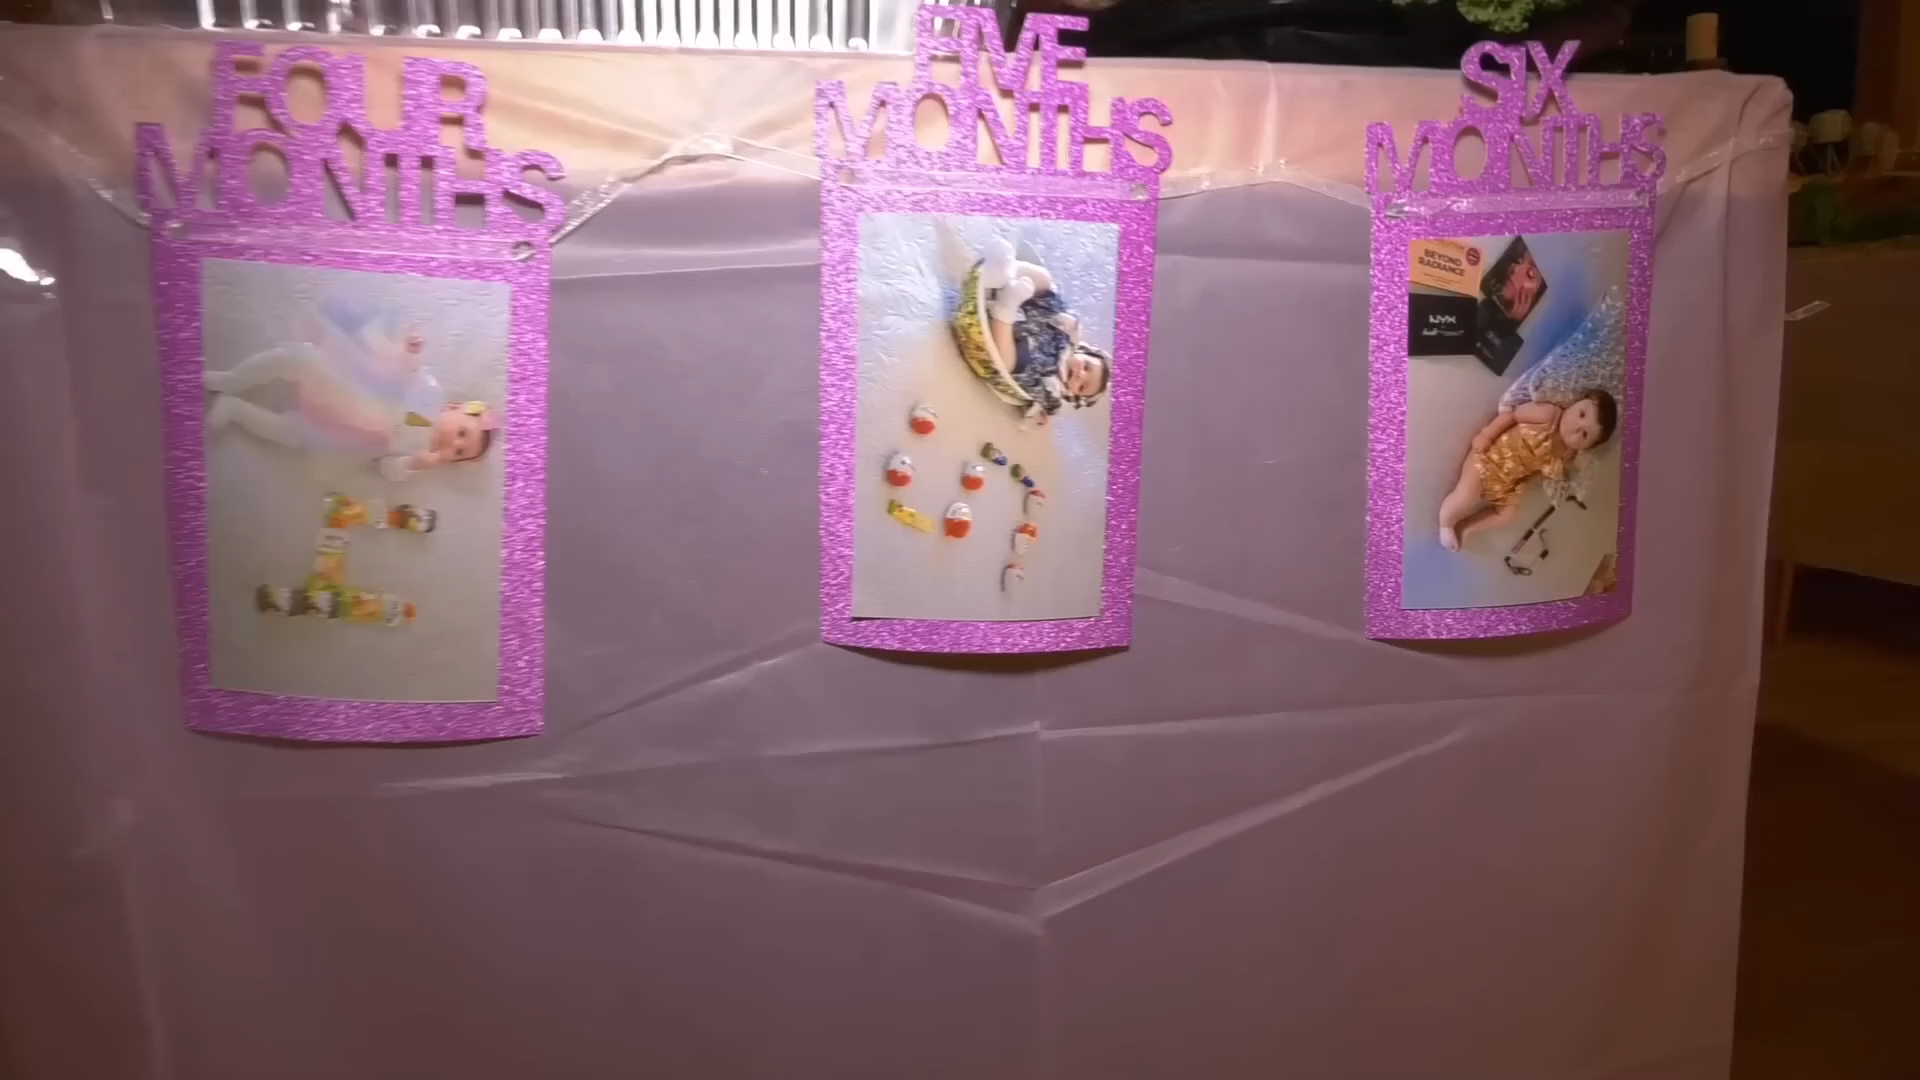 FOUR
MONTHS
FIVE
MONTHS
SIX
MONTHS
BEYOND
RADIANCE
NYX